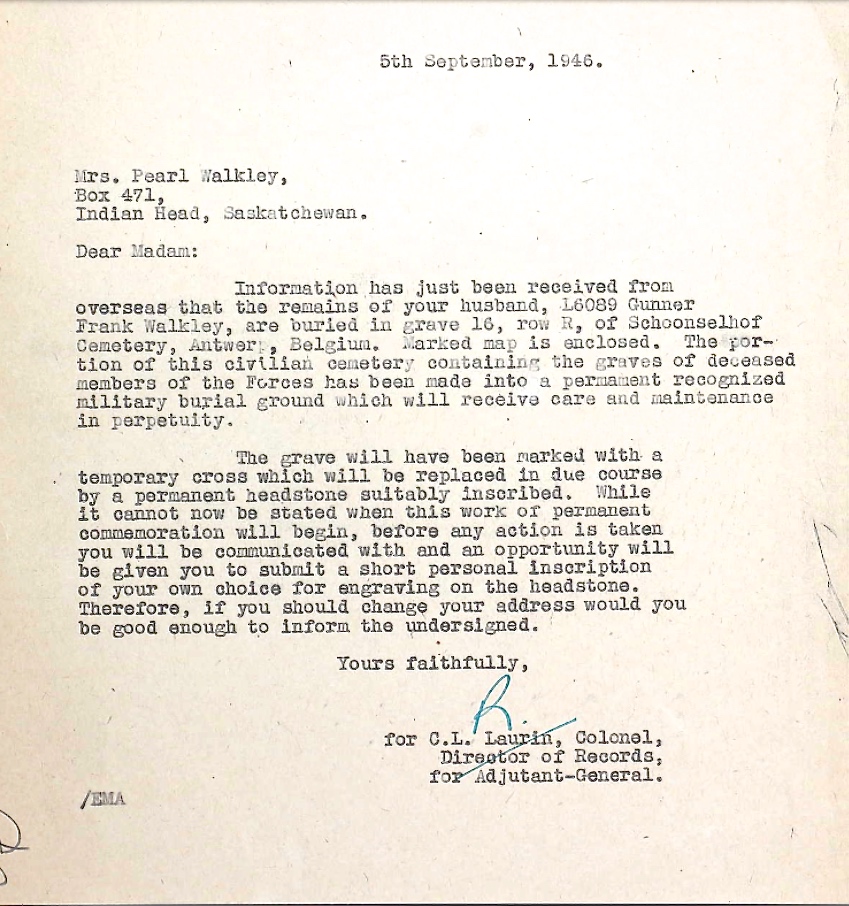 5th September, 1946.
Mrs. Pearl Walkley,
Box 471,
Indian Head, Saskatchewan.
Dear Madam:
Information has just been received from
overseas that the remains of your husband, L6089 Gunner
Frank Walkley, are buried in grave 16, row R, of Schoonselhof
Cemetery, Antwerp, Belgium. Marked map is enclosed. The por-
tion of this civilian cemetery containing the graves of deceased
members of the Forces has been made into a permament recognized
military burial ground which will receive care and maintenance
in perpetuity.
The grave will have been marked with a
temporary cross which will be replaced in due course
by a permanent headstone suitably inscribed. While
it cannot now be stated when this work of permanent
commemoration will begin, before any action is taken
you will be communicated with and an opportunity will
be given you to submit a short personal inscription
of your own choice for engraving on the headstone.
Therefore, if you should change your address would you
be good enough to inform the undersigned.
Yours faithfully,
R.
for C.L. Laurin, Colonel,
Director of Records,
for Adjutant-General.
/EMA